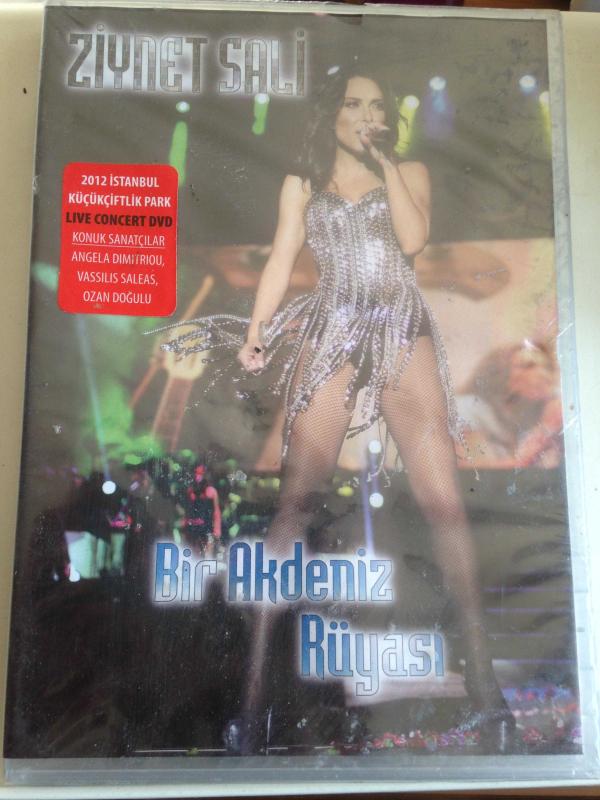 ZİYNET SALİ
2012 İSTANBUL
KÜÇÜKÇİFTLİK PARK
LIVE CONCERT DVD
KONUK SANATÇILAR
ANGELA DIMITRIOU,
VASSILIS SALEAS,
OZAN DOĞULU
Bir Akdeniz
Rüyası